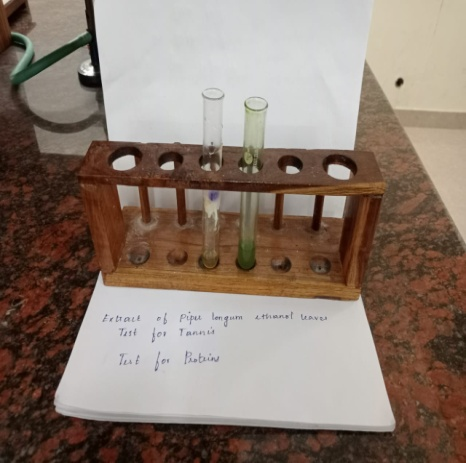 Extract of Piper longum ethanol leaves
Test for Tannis
Test for Proteins